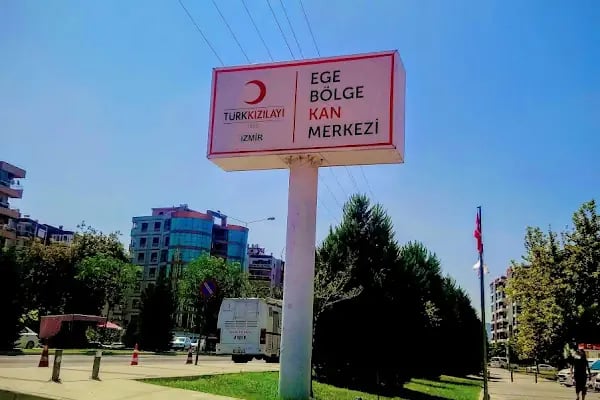 TÜRKKIZILAYI
İZMİR
EGE
BÖLGE
KAN
MERKEZİ